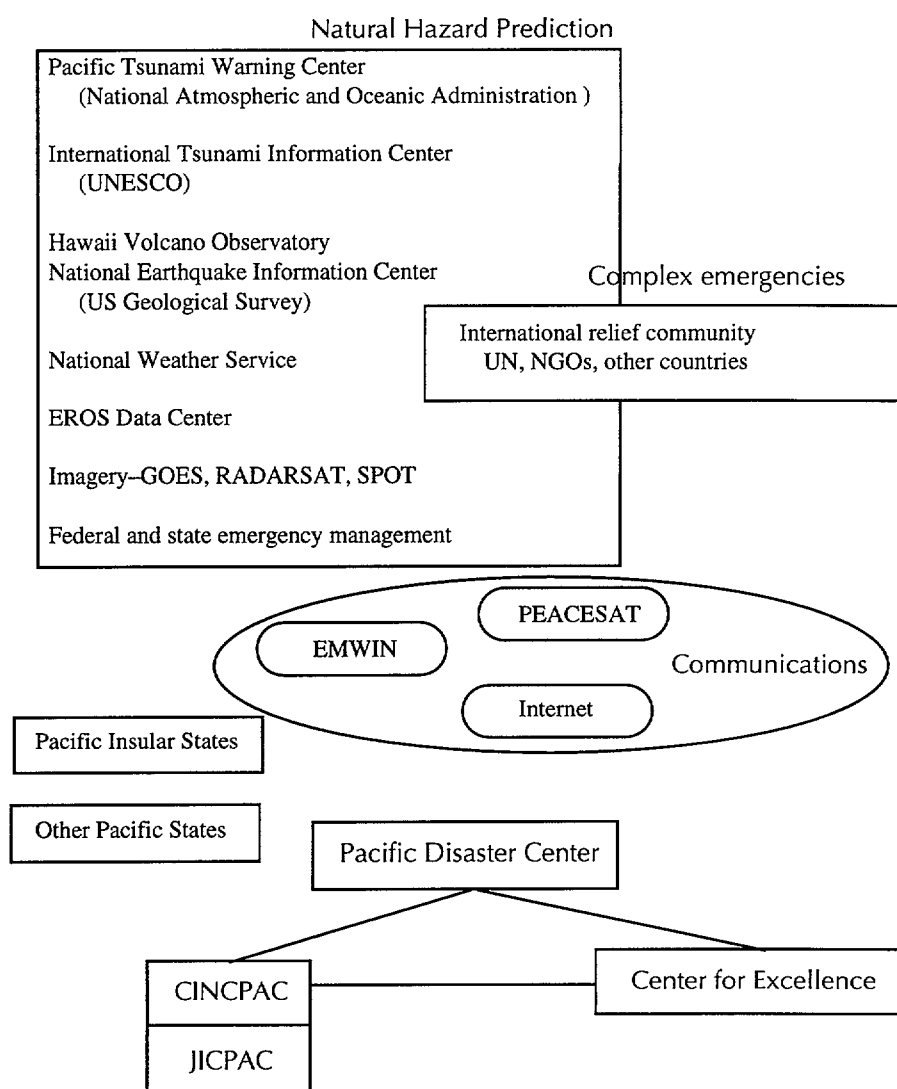 Natural Hazard Prediction
Pacific Tsunami Warning Center
(National Atmospheric and Oceanic Administration )
International Tsunami Information Center
(UNESCO)
Hawaii Volcano Observatory
National Earthquake Information Center
(US Geological Survey)
Complex emergencies
International relief community
UN, NGOs, other countries
National Weather Service
EROS Data Center
Imagery--GOES, RADARSAT, SPOT
Federal and state emergency management
PEACESAT
EMWIN
Communications
Internet
Pacific Insular States
Other Pacific States
Pacific Disaster Center
CINCPAC
Center for Excellence
JICPAC